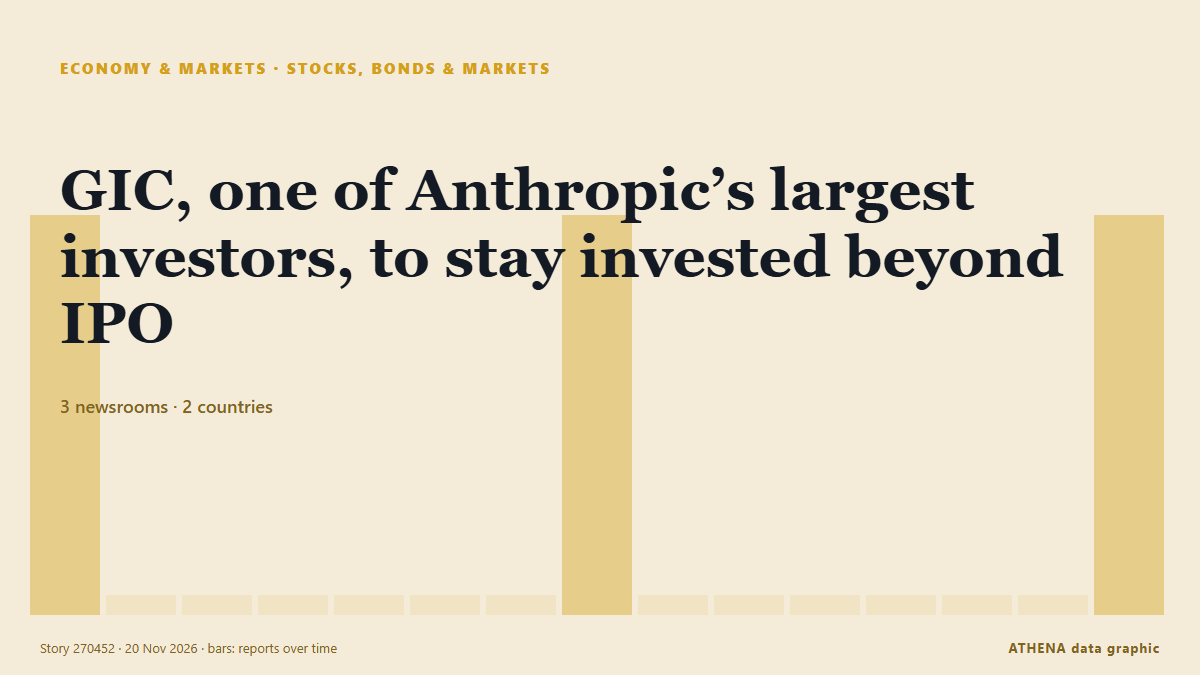 ECONOMY & MARKETS · STOCKS, BONDS & MARKETS
GIC, one of Anthropic’s largest
investors, to stay invested beyond
IPO
3 newsrooms · 2 countries
Story 270452 · 20 Nov 2026 · bars: reports over time
ATHENA data graphic